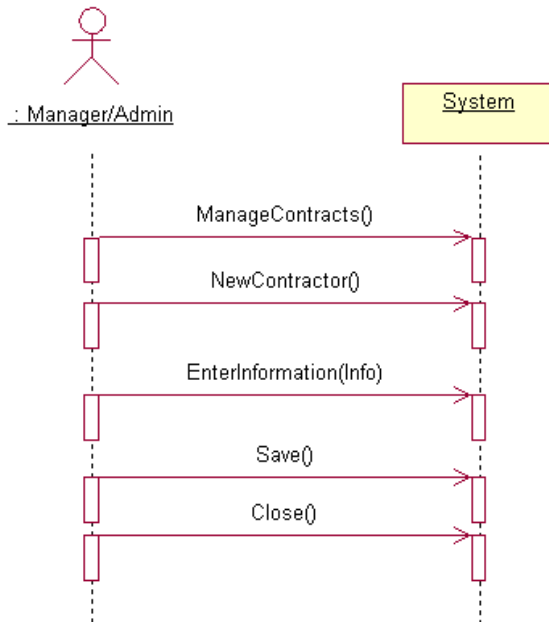 : Manager/Admin
System
ManageContracts()
NewContractor()
EnterInformation(Info)
Save()
Close()